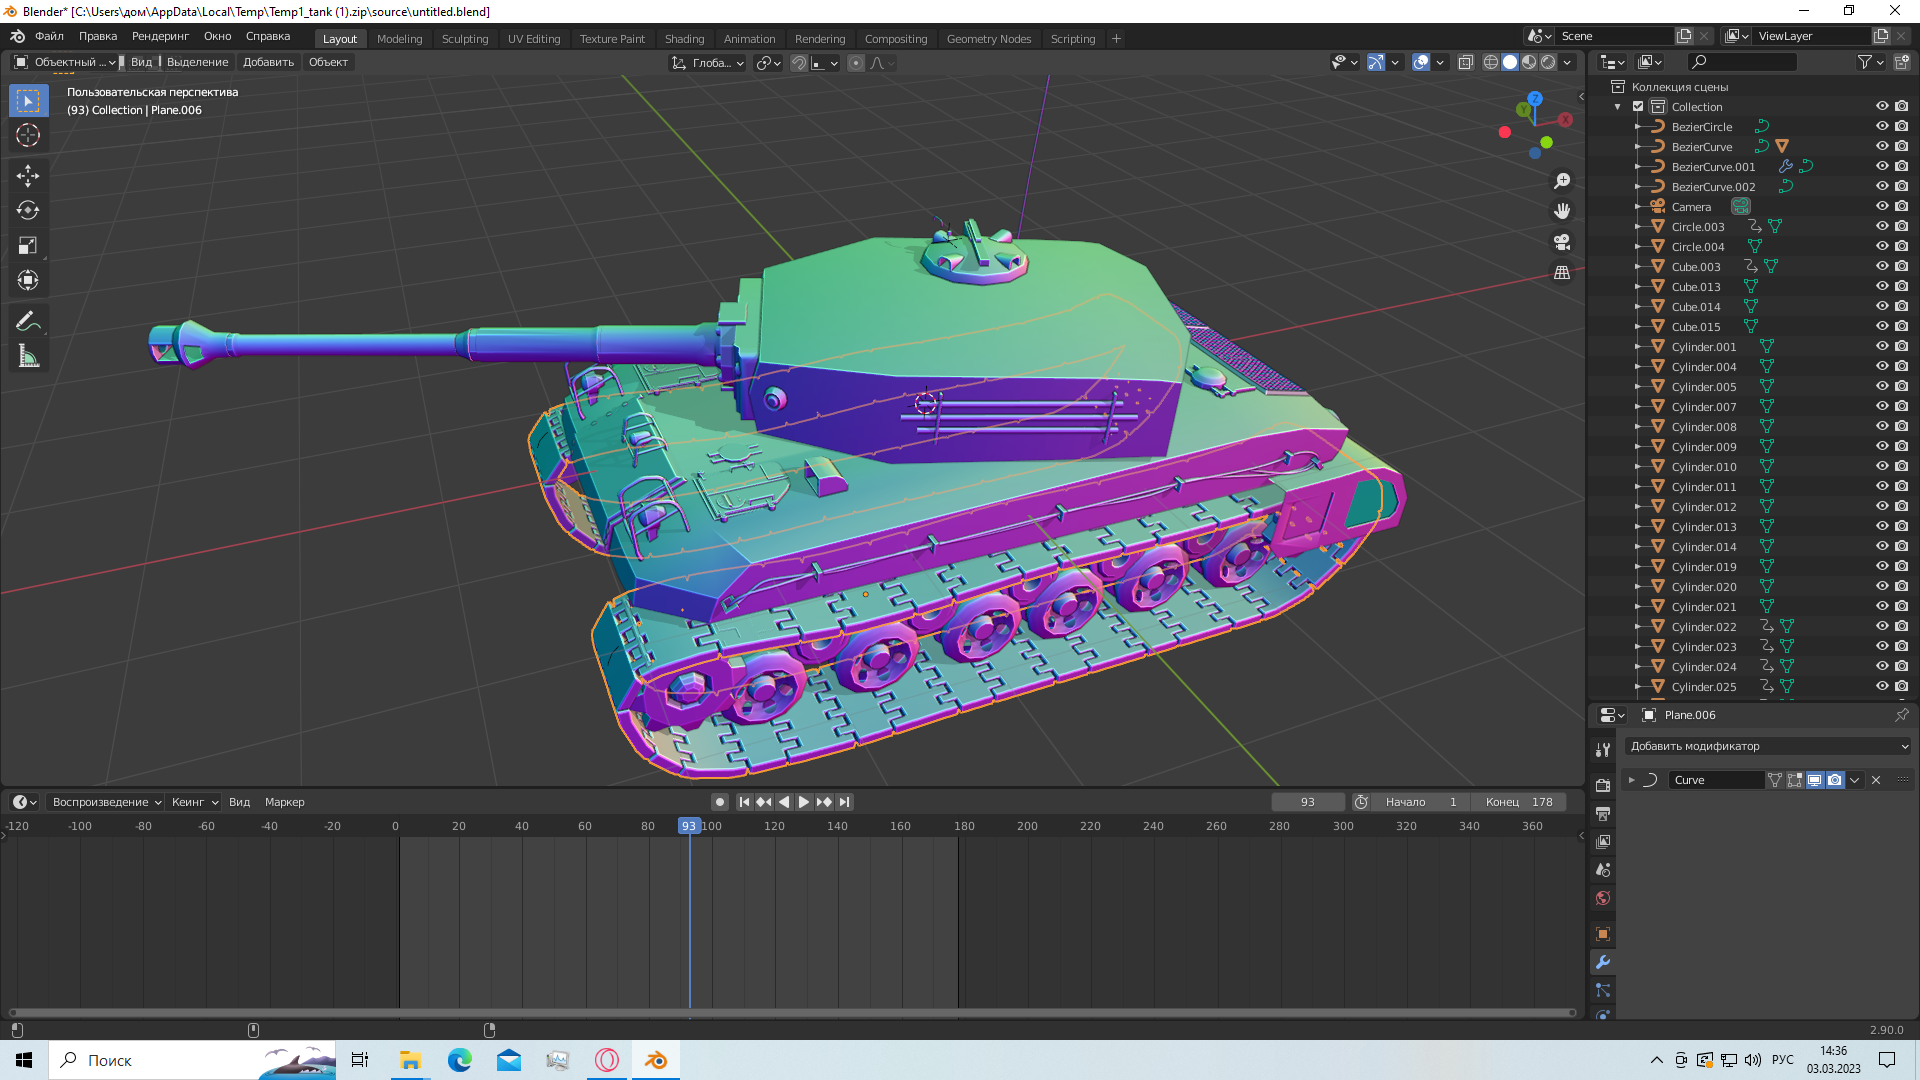 Blender* [C:\Users\дом\AppData\Local\Temp\Temp1_tank (1).zip\source\untitled.blend]
Файл Правка Рендеринг Окно Справка Layout Modeling Sculpting UV Editing Texture Paint Shading Animation Rendering Compositing Geometry Nodes Scripting + Scene ViewLayer
Объектный ... Вид Выделение Добавить Объект Глоба...
Пользовательская перспектива
(93) Collection | Plane.006
Z
Y
X
Коллекция сцены
Collection
BezierCircle
BezierCurve
BezierCurve.001
BezierCurve.002
Camera
Circle.003
Circle.004
Cube.003
Cube.013
Cube.014
Cube.015
Cylinder.001
Cylinder.004
Cylinder.005
Cylinder.007
Cylinder.008
Cylinder.009
Cylinder.010
Cylinder.011
Cylinder.012
Cylinder.013
Cylinder.014
Cylinder.019
Cylinder.020
Cylinder.021
Cylinder.022
Cylinder.023
Cylinder.024
Cylinder.025
Plane.006
Добавить модификатор
Curve
Воспроизведение Кеинг Вид Маркер 93 Начало 1 Конец 178
-120 -100 -80 -60 -40 -20 0 20 40 60 80 93 100 120 140 160 180 200 220 240 260 280 300 320 340 360
2.90.0
Поиск
РУС
14:36
03.03.2023